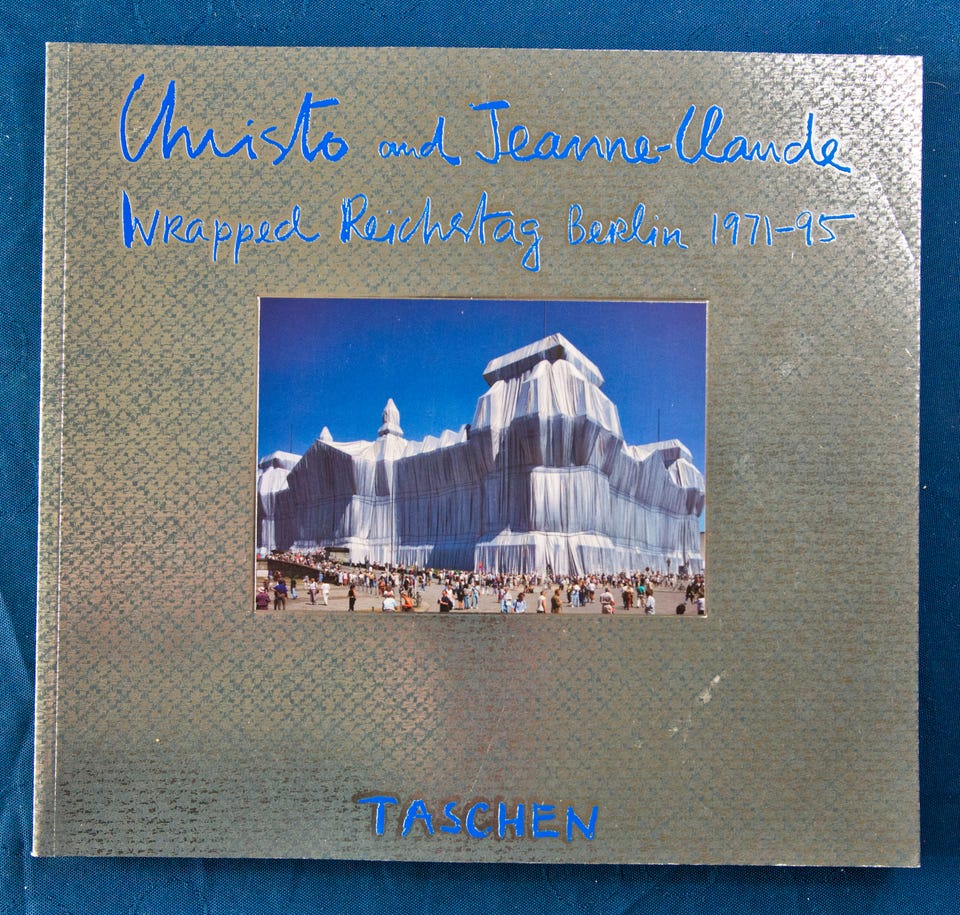 Christo and Jeanne-Claude
Wrapped Reichstag Berlin 1971-95
TASCHEN